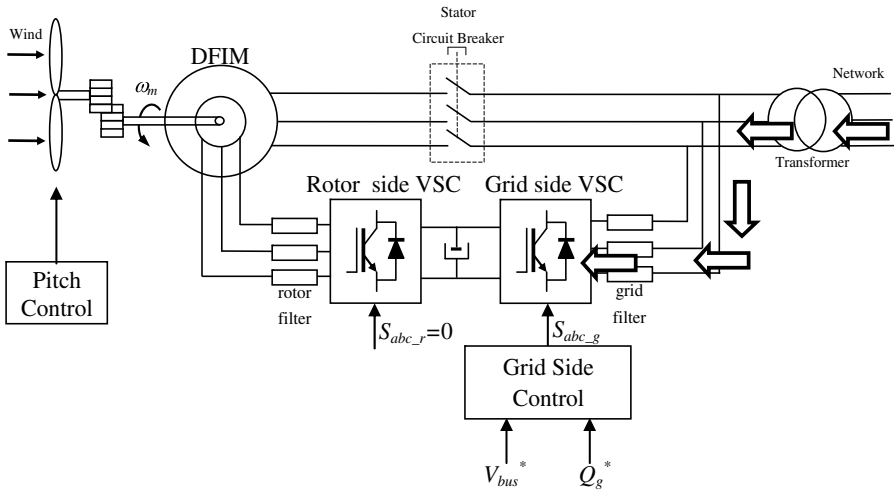 Stator
Circuit Breaker
Wind
DFIM
ω_m
Network
Transformer
Rotor side VSC
Grid side VSC
Pitch
Control
rotor
filter
grid
filter
S_abc_r=0
S_abc_g
Grid Side
Control
V_bus*
Q_g*